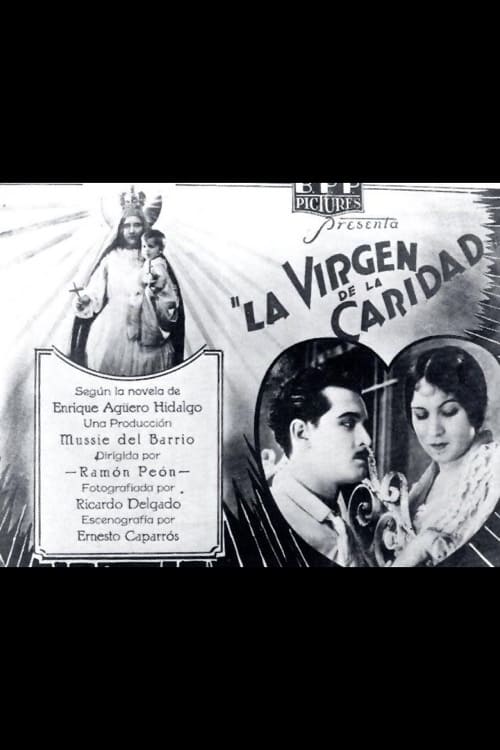 B.P.P.
PICTURES
Presenta
"LA VIRGEN
DE LA
CARIDAD
Según la novela de
Enrique Agüero Hidalgo
Una Producción
Mussie del Barrio
Dirigida por
—Ramón Peón—
Fotografiada por
Ricardo Delgado
Escenografía por
Ernesto Caparrós